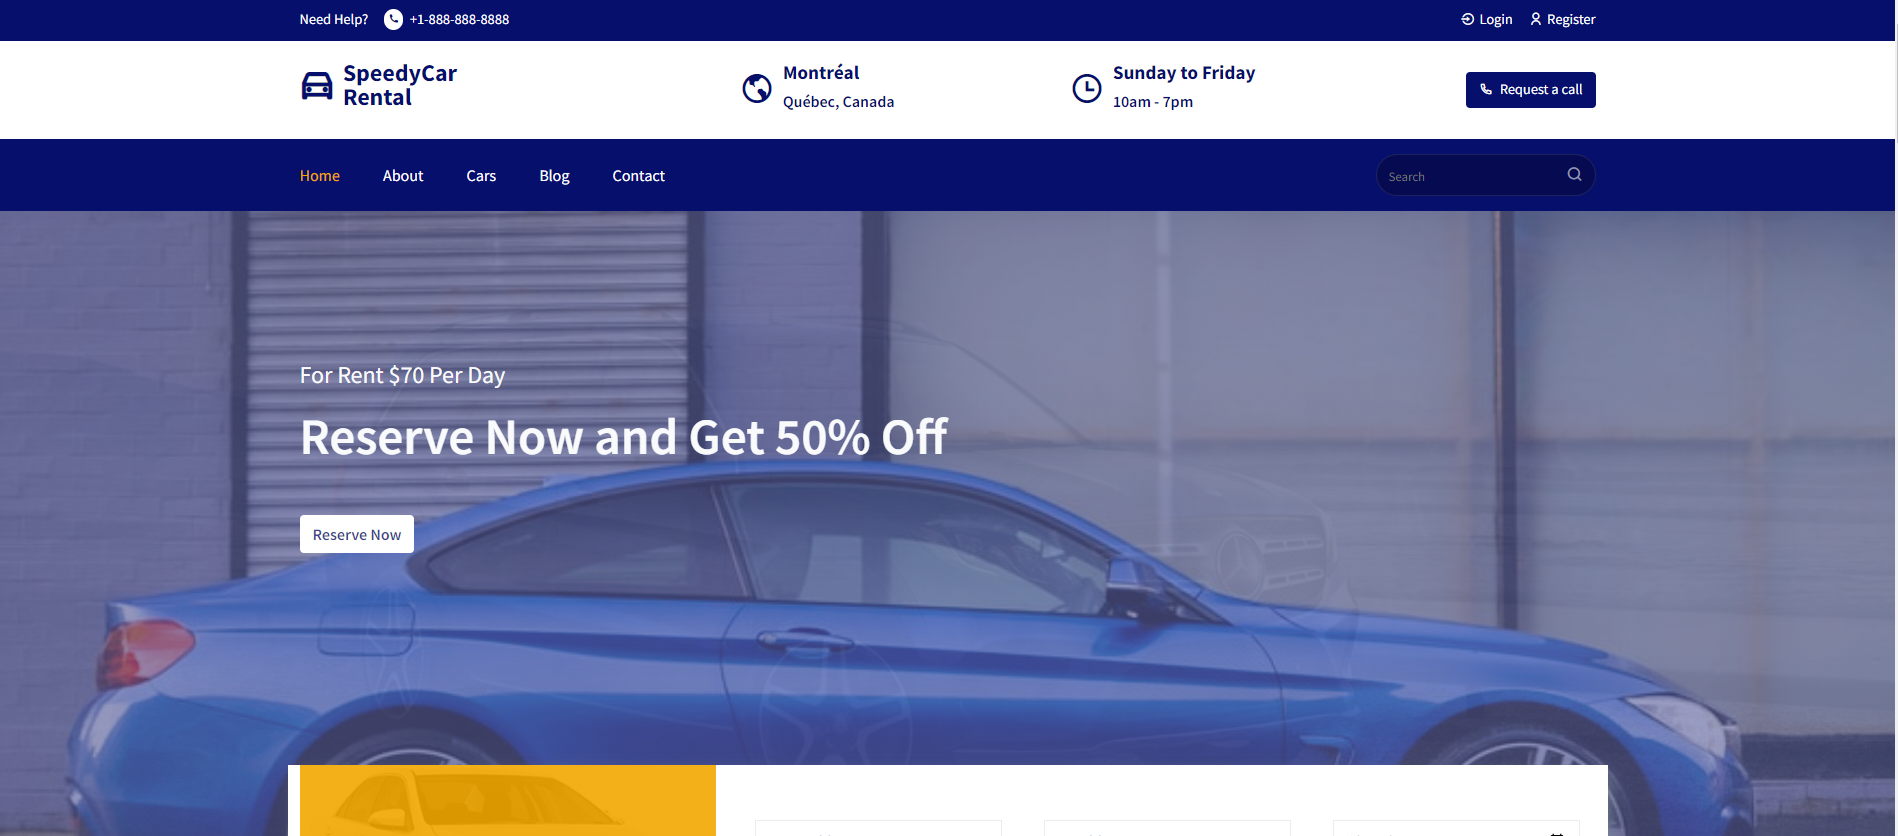 Need Help? +1-888-888-8888
Login Register
SpeedyCar
Rental
Montréal
Québec, Canada
Sunday to Friday
10am - 7pm
Request a call
Home About Cars Blog Contact
Search
For Rent $70 Per Day
Reserve Now and Get 50% Off
Reserve Now